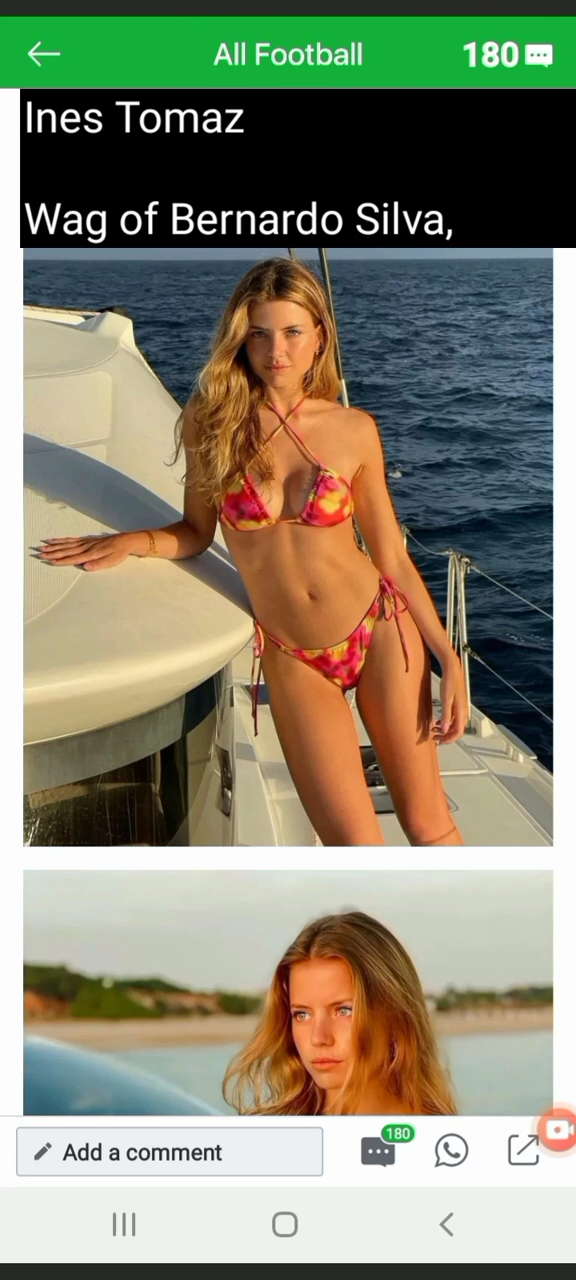 All Football
180
Ines Tomaz
Wag of Bernardo Silva,
180
Add a comment